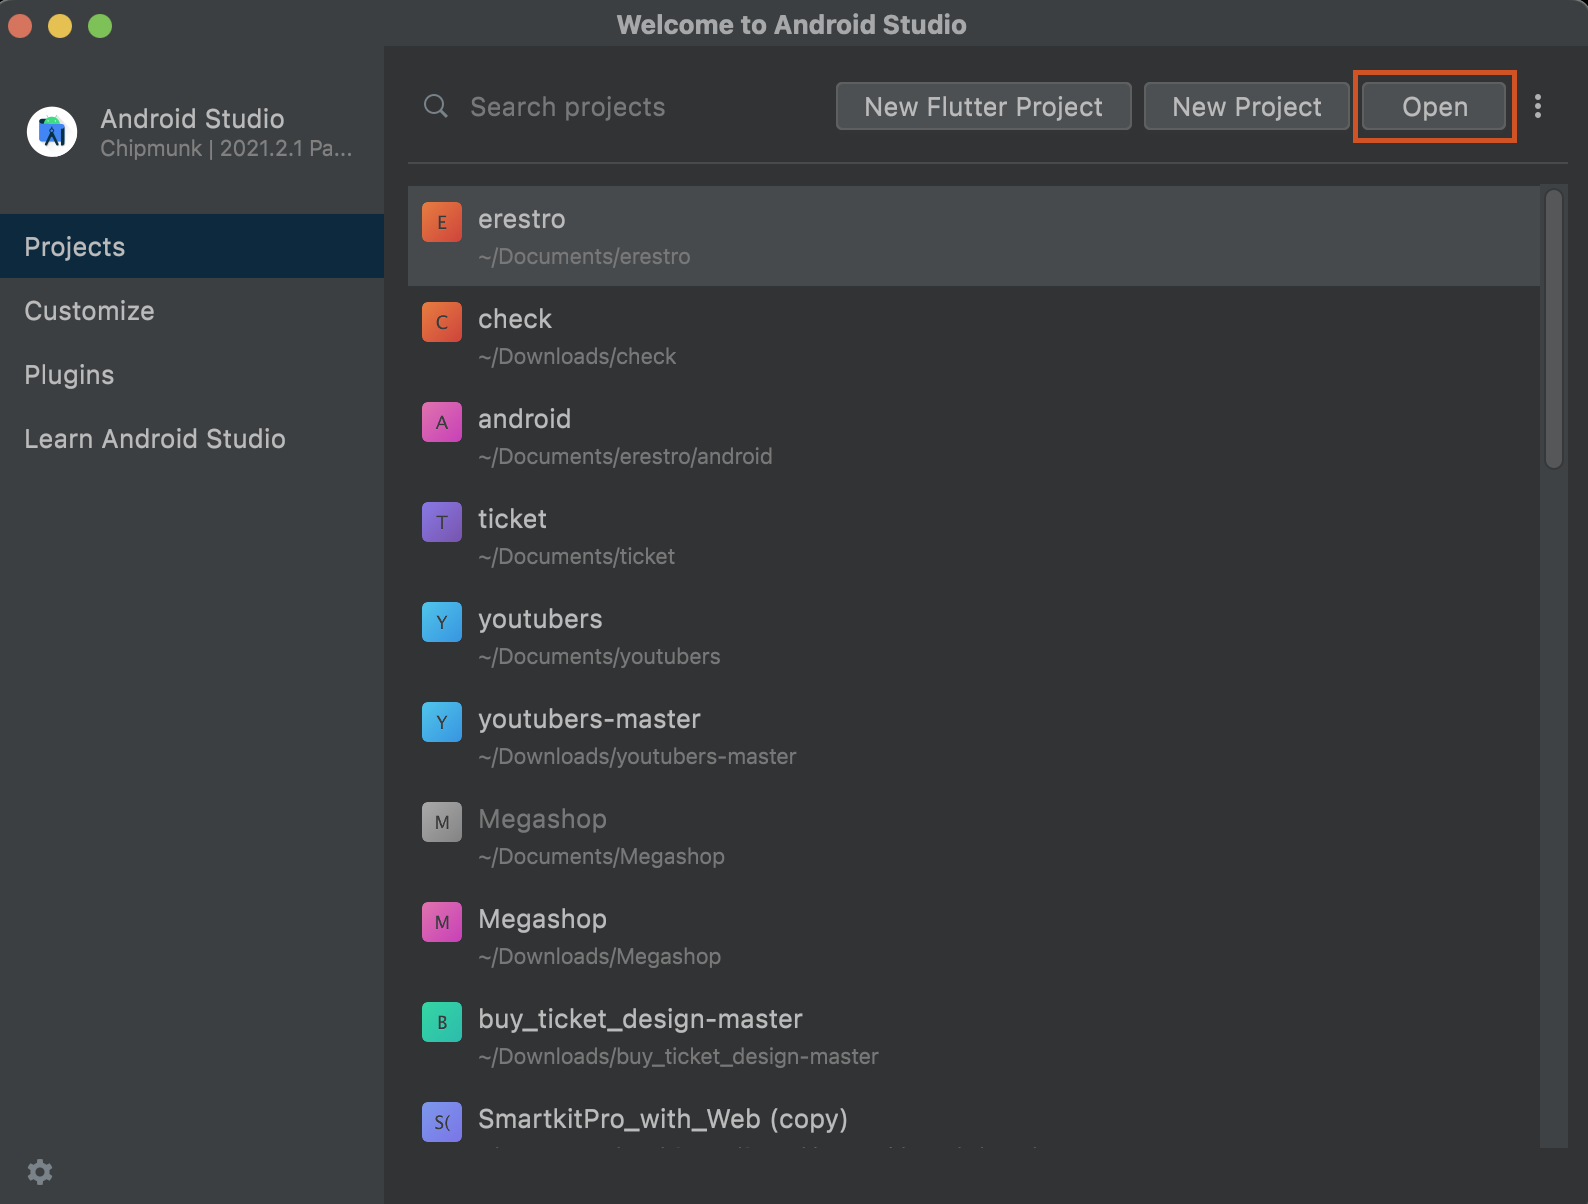 Welcome to Android Studio
Android Studio
Chipmunk | 2021.2.1 Pa...
Projects
Customize
Plugins
Learn Android Studio
Search projects
New Flutter Project
New Project
Open
E
erestro
~/Documents/erestro
C
check
~/Downloads/check
A
android
~/Documents/erestro/android
T
ticket
~/Documents/ticket
Y
youtubers
~/Documents/youtubers
Y
youtubers-master
~/Downloads/youtubers-master
M
Megashop
~/Documents/Megashop
M
Megashop
~/Downloads/Megashop
B
buy_ticket_design-master
~/Downloads/buy_ticket_design-master
S(
SmartkitPro_with_Web (copy)